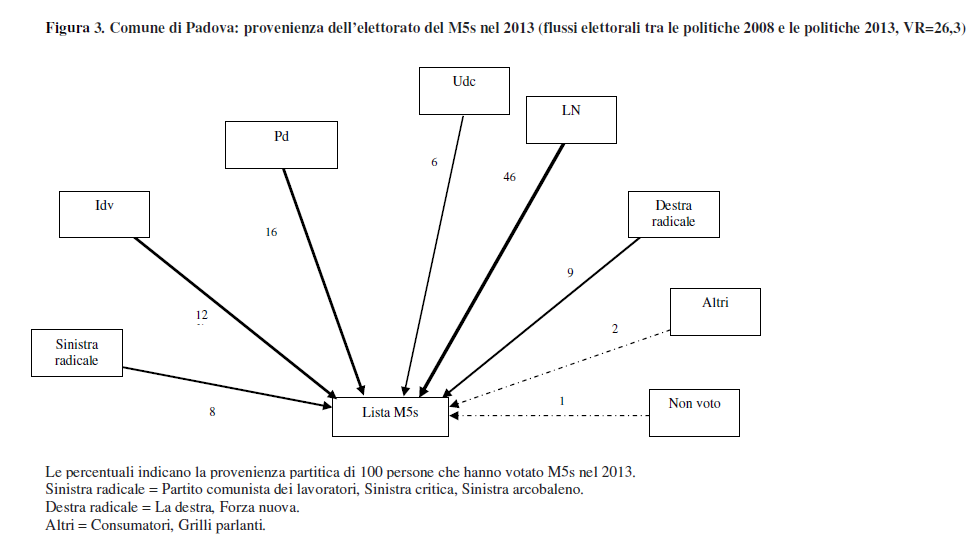 Figura 3. Comune di Padova: provenienza dell'elettorato del M5s nel 2013 (flussi elettorali tra le politiche 2008 e le politiche 2013, VR=26,3)
Udc
LN
Pd
6
46
Idv
Destra
radicale
16
9
Altri
12
2
Sinistra
radicale
Lista M5s
1
Non voto
8
Le percentuali indicano la provenienza partitica di 100 persone che hanno votato M5s nel 2013.
Sinistra radicale = Partito comunista dei lavoratori, Sinistra critica, Sinistra arcobaleno.
Destra radicale = La destra, Forza nuova.
Altri = Consumatori, Grilli parlanti.